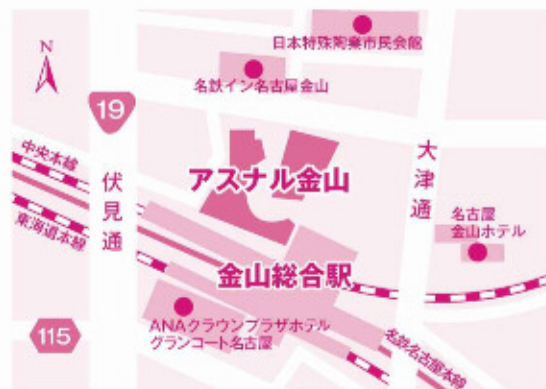 日本特殊陶業市民会館
N
名鉄イン名古屋金山
19
中央本線
伏見通
アスナル金山
大津通
東海道本線
名古屋
金山ホテル
金山総合駅
115
ANAクラウンプラザホテル
グランコート名古屋
名鉄名古屋本線